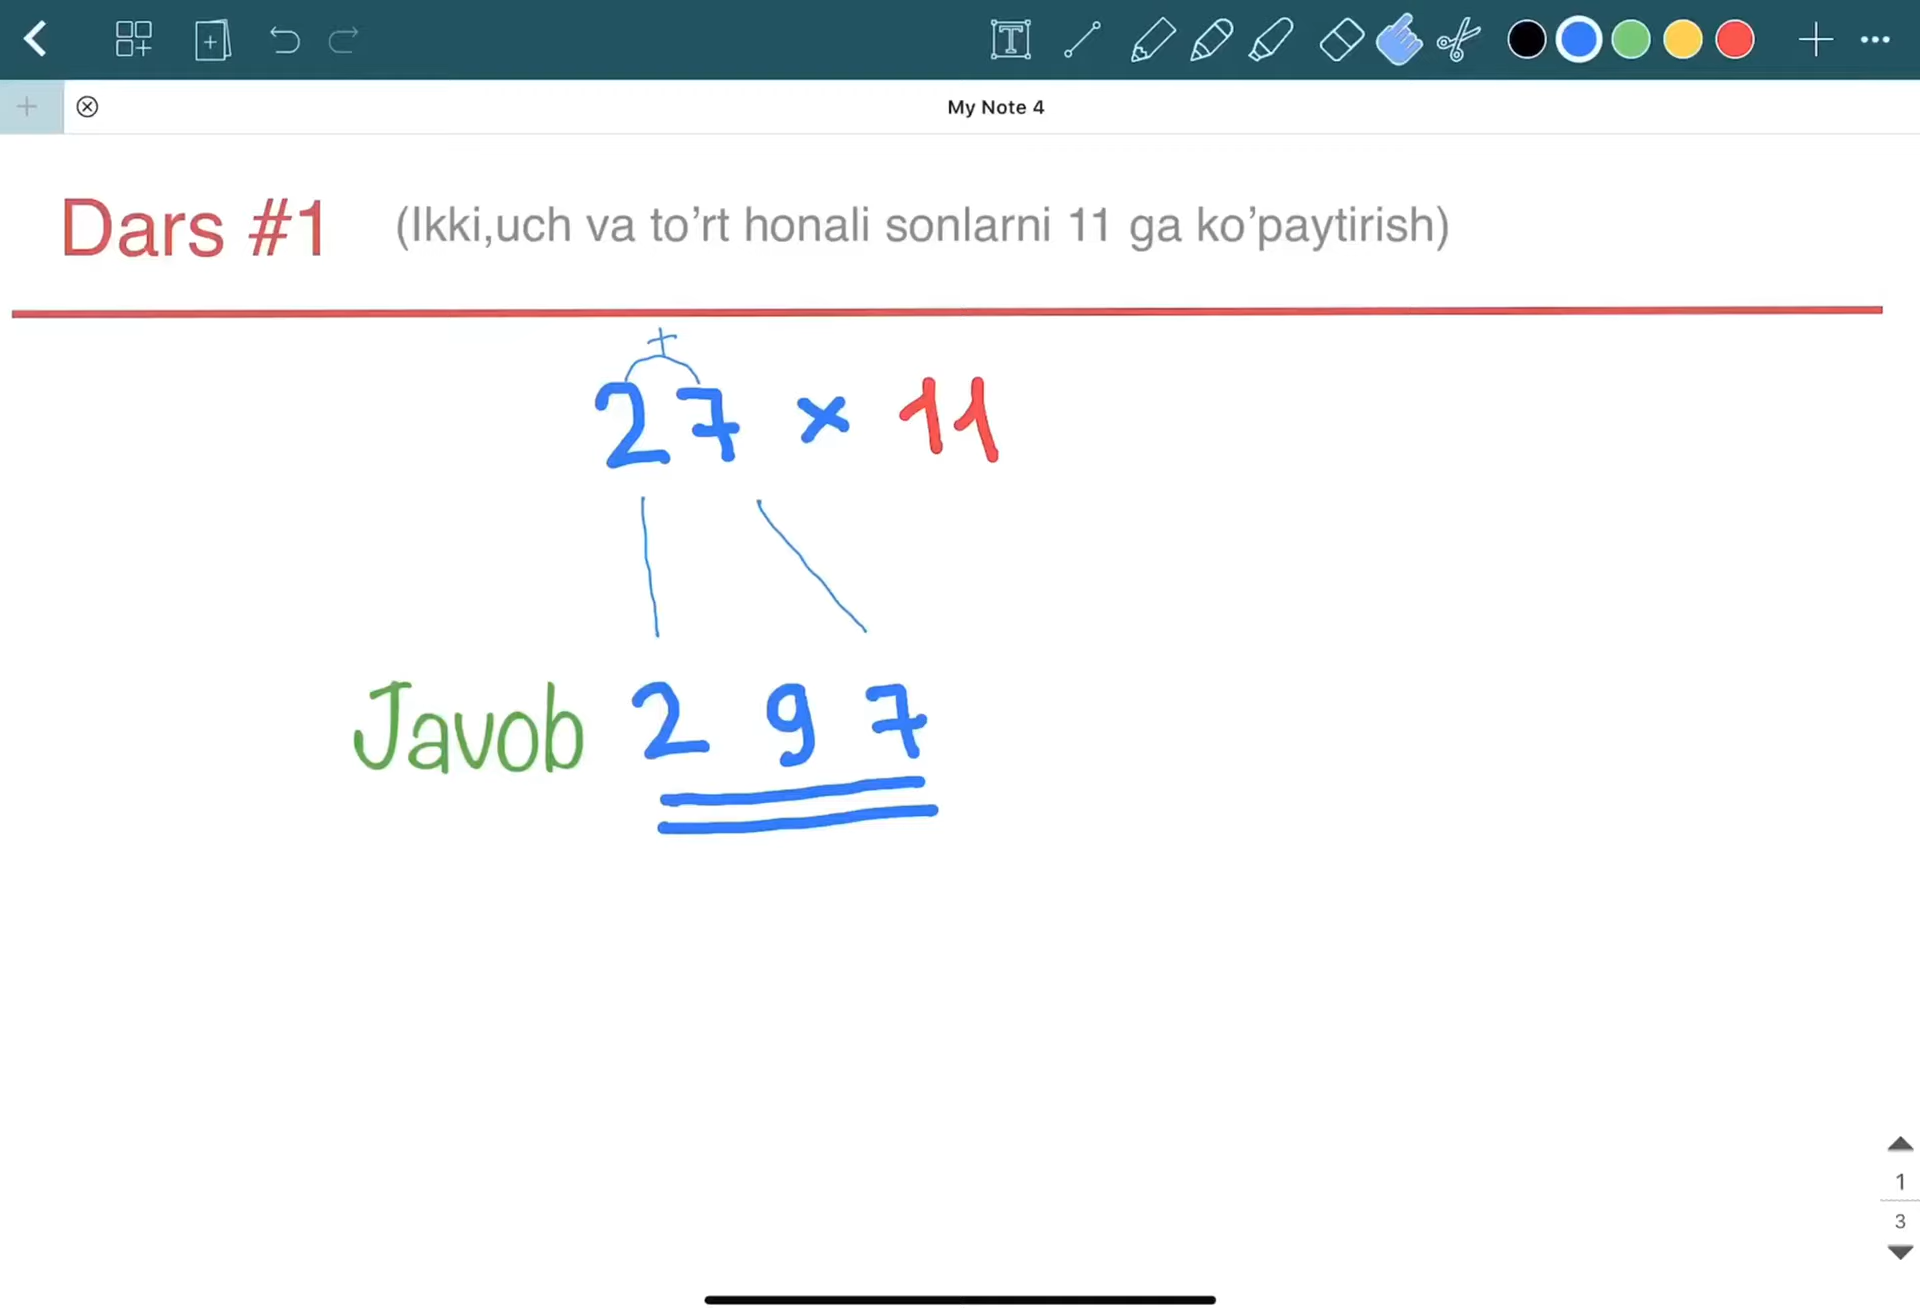 My Note 4
Dars #1 (Ikki,uch va to’rt honali sonlarni 11 ga ko’paytirish)
+
27 × 11
Javob 2 9 7
1
3